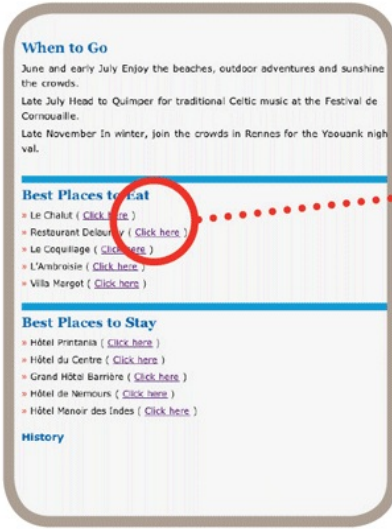 When to Go
June and early July Enjoy the beaches, outdoor adventures and sunshine
the crowds.
Late July Head to Quimper for traditional Celtic music at the Festival de
Cornouaille.
Late November In winter, join the crowds in Rennes for the Yaouank nigh
val.
Best Places to Eat
» Le Chalut ( Click here )
» Restaurant Delaunay ( Click here )
» Le Coquillage ( Click here )
» L'Ambroisie ( Click here )
» Villa Margot ( Click here )
Best Places to Stay
» Hôtel Printania ( Click here )
» Hôtel du Centre ( Click here )
» Grand Hôtel Barrière ( Click here )
» Hôtel de Nemours ( Click here )
» Hôtel Manoir des Indes ( Click here )
History